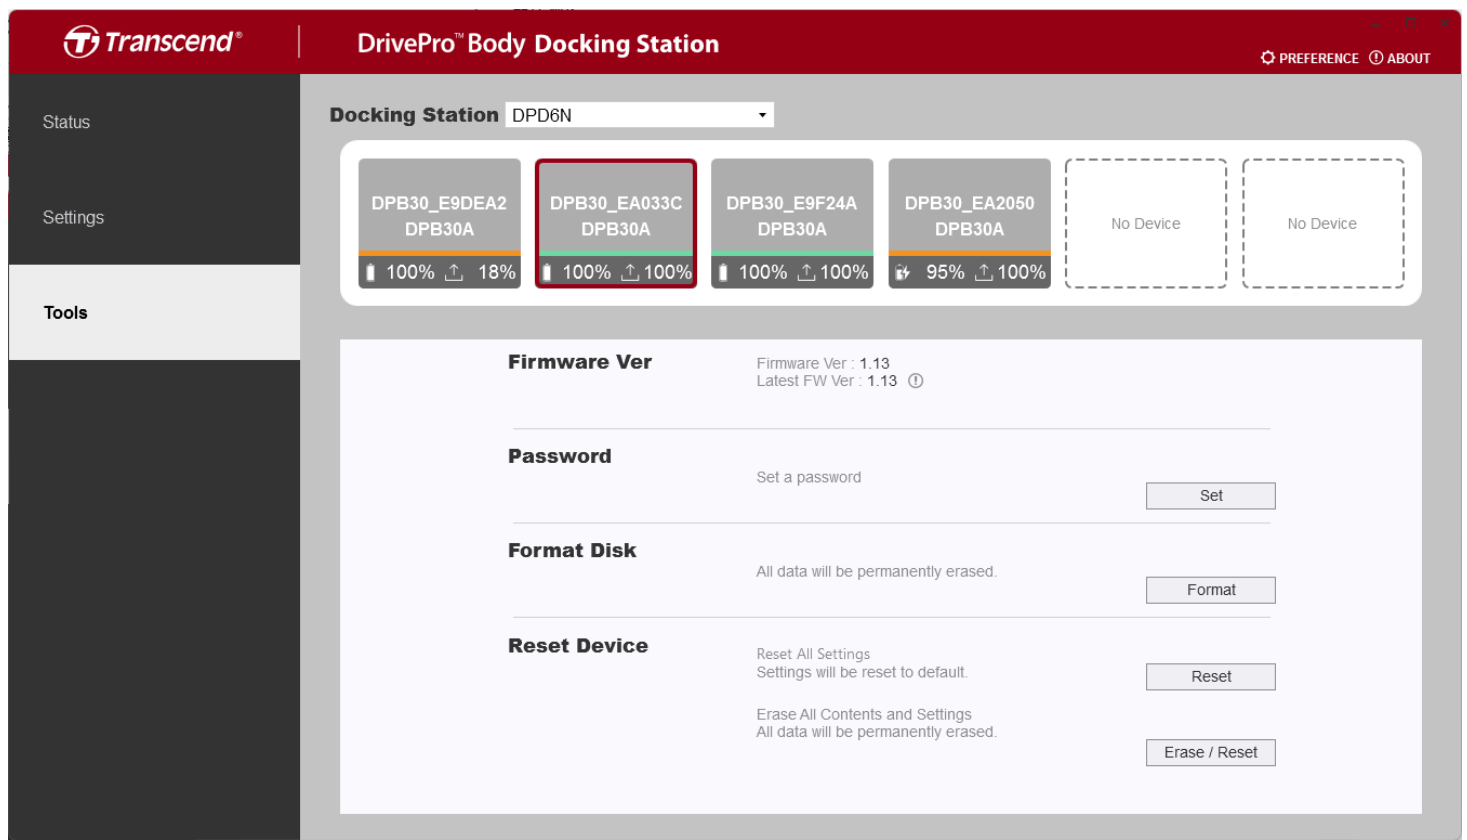 Transcend®
DrivePro™ Body Docking Station
PREFERENCE ABOUT
Status
Settings
Tools
Docking Station DPD6N
DPB30_E9DEA2
DPB30A
100% 18%
DPB30_EA033C
DPB30A
100% 100%
DPB30_E9F24A
DPB30A
100% 100%
DPB30_EA2050
DPB30A
95% 100%
No Device
No Device
Firmware Ver
Firmware Ver : 1.13
Latest FW Ver : 1.13
Password
Set a password
Set
Format Disk
All data will be permanently erased.
Format
Reset Device
Reset All Settings
Settings will be reset to default.
Reset
Erase All Contents and Settings
All data will be permanently erased.
Erase / Reset